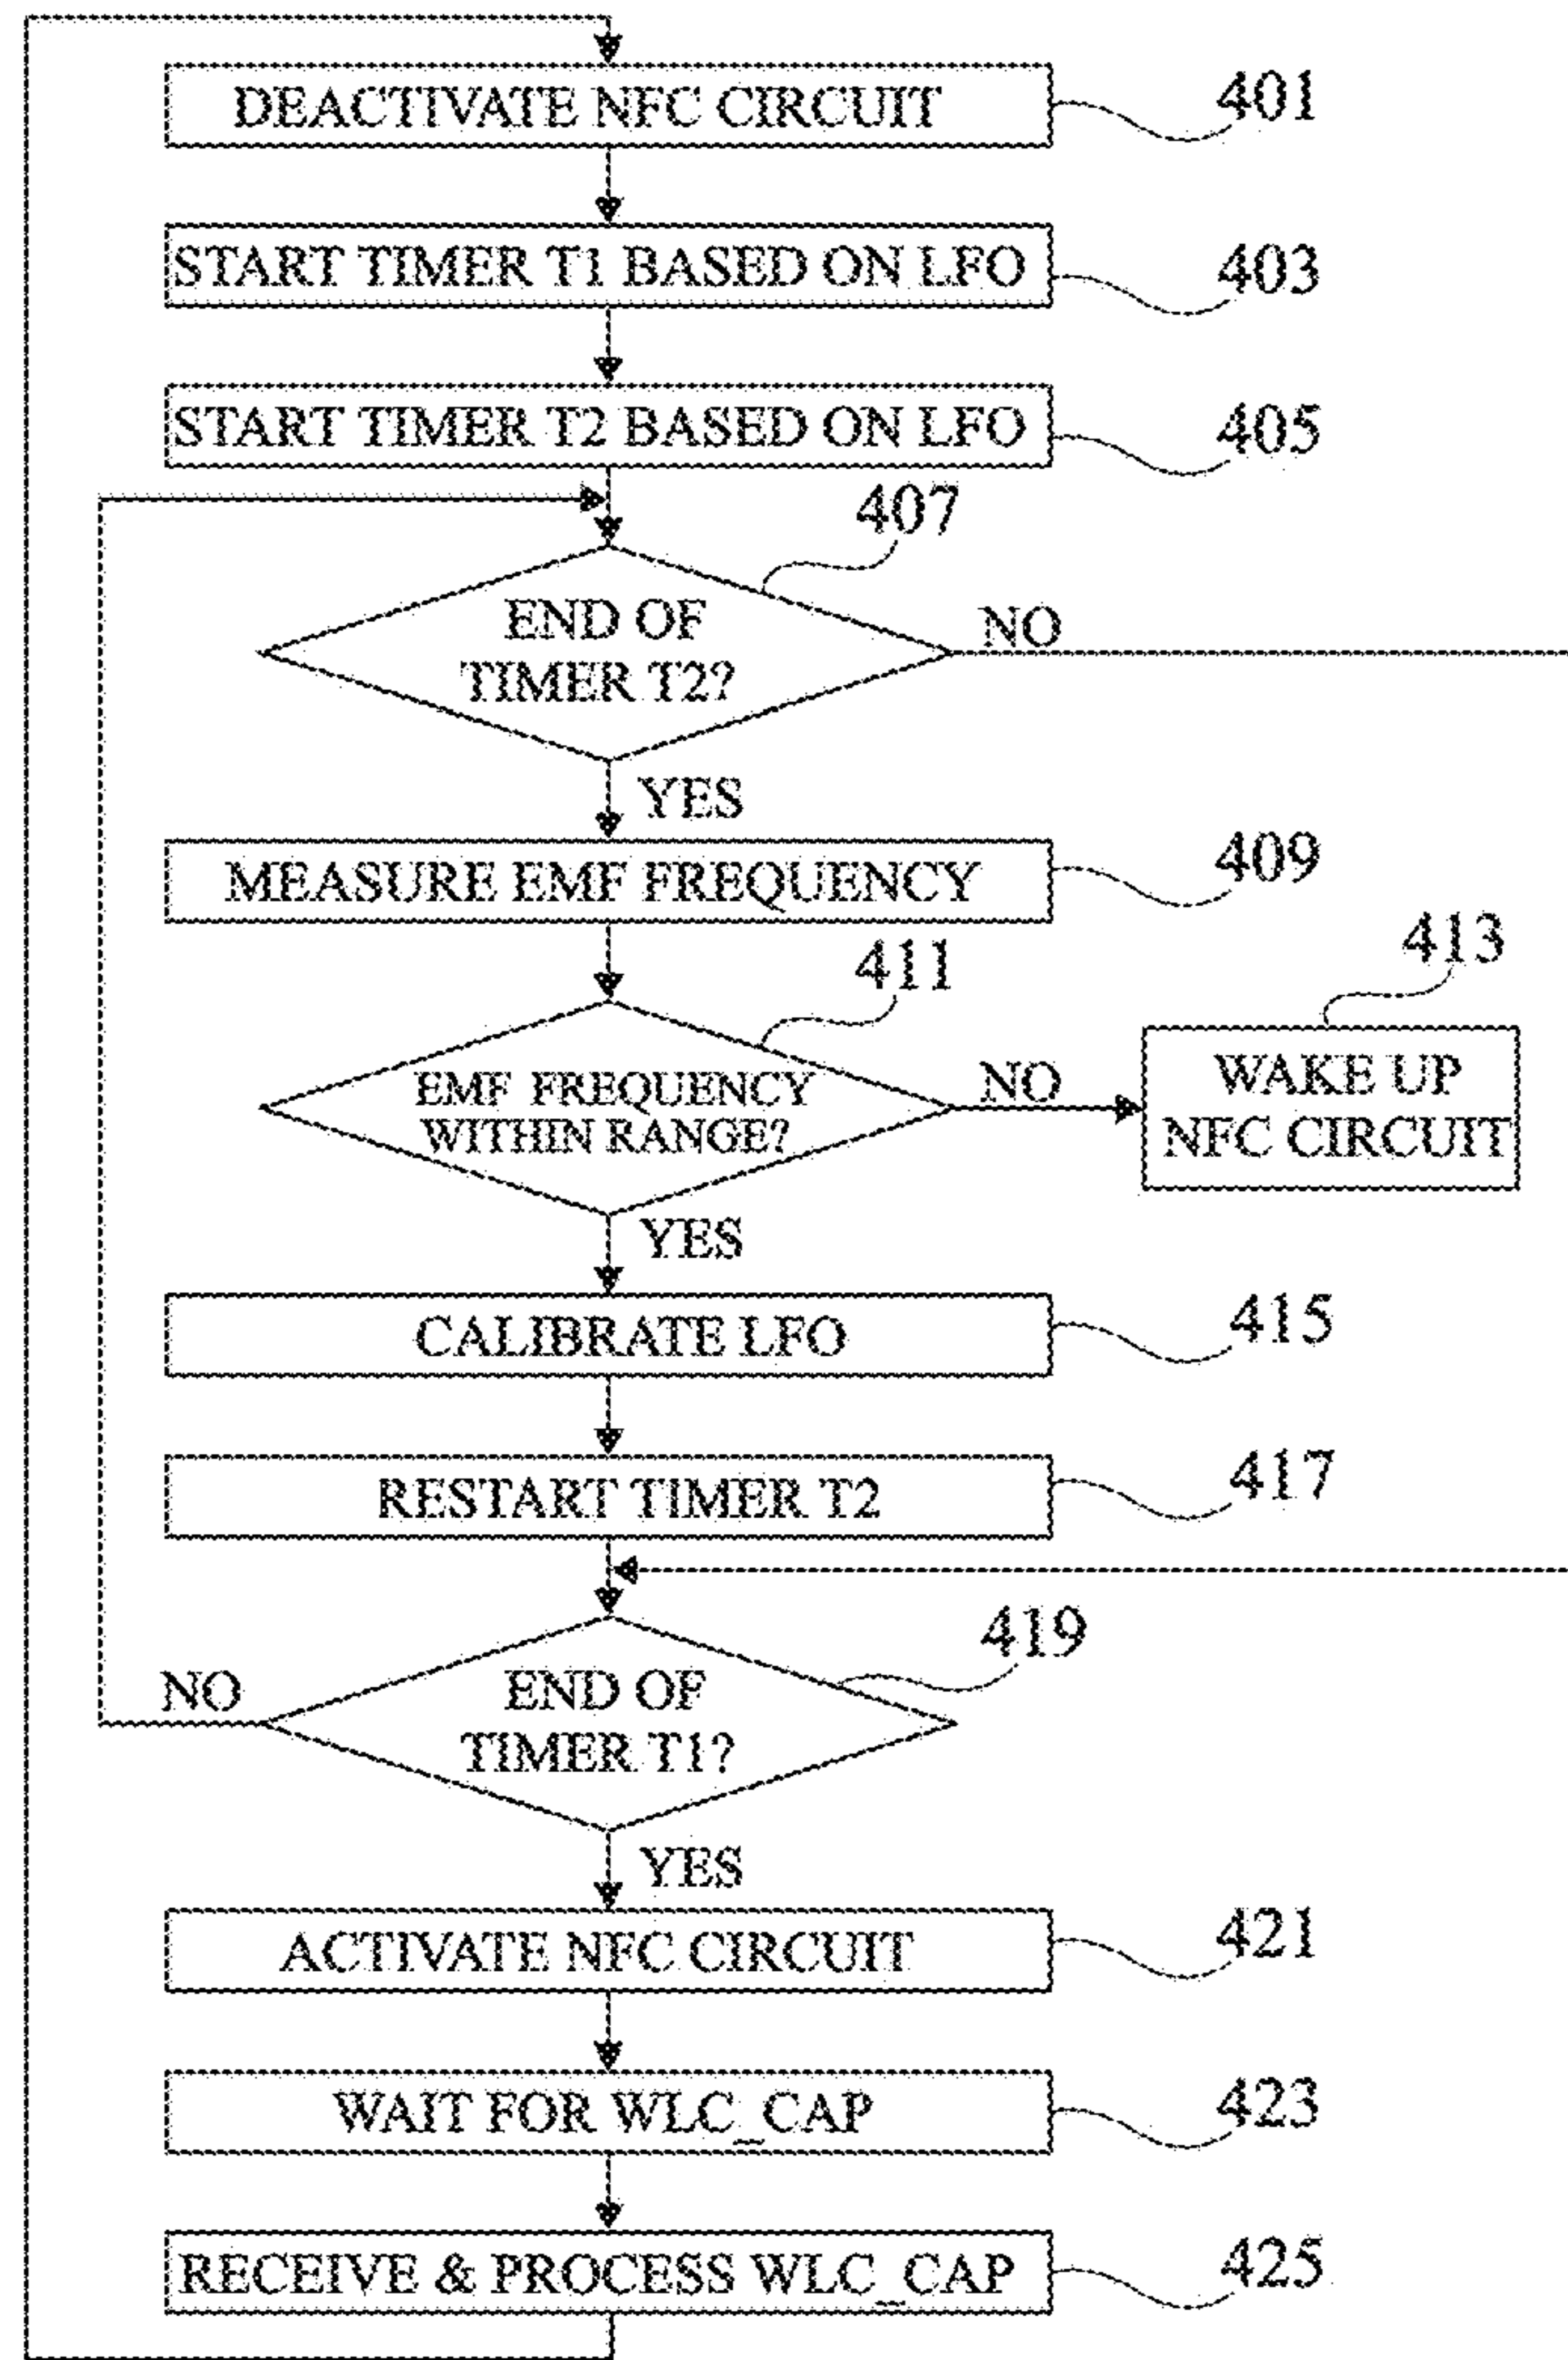 DEACTIVATE NFC CIRCUIT
401
START TIMER T1 BASED ON LFO
403
START TIMER T2 BASED ON LFO
405
407
END OF
TIMER T2?
NO
YES
MEASURE EMF FREQUENCY
409
411
413
EMF FREQUENCY
WITHIN RANGE?
NO
WAKE UP
NFC CIRCUIT
YES
CALIBRATE LFO
415
RESTART TIMER T2
417
419
NO
END OF
TIMER T1?
YES
ACTIVATE NFC CIRCUIT
421
WAIT FOR WLC_CAP
423
RECEIVE & PROCESS WLC_CAP
425